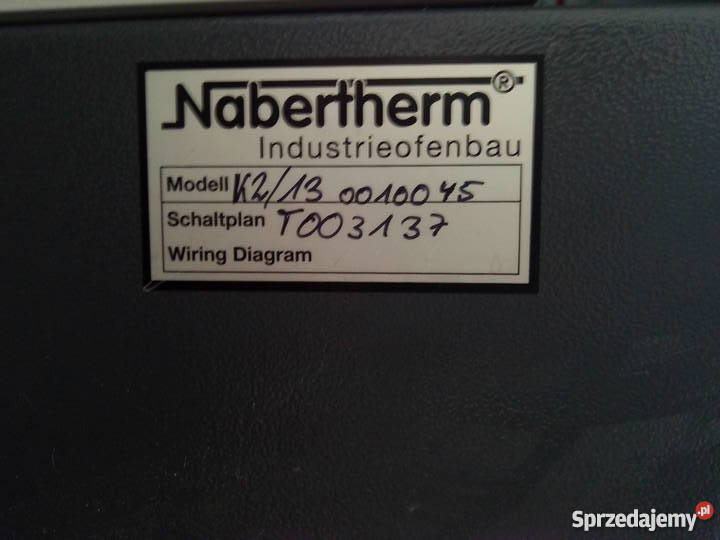 Nabertherm®
Industrieofenbau
Modell K2/13 0010045
Schaltplan T003137
Wiring Diagram
Sprzedajemy.pl